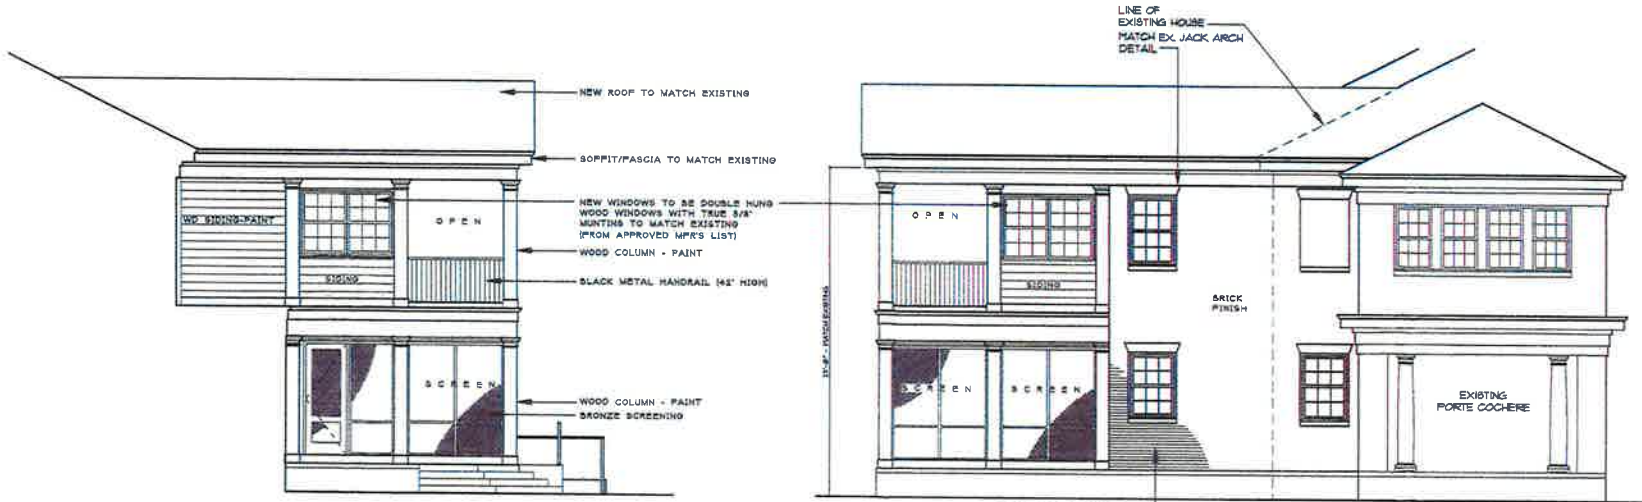 LINE OF
EXISTING HOUSE
MATCH EX. JACK ARCH
DETAIL
NEW ROOF TO MATCH EXISTING
SOFFIT/FASCIA TO MATCH EXISTING
NEW WINDOWS TO BE DOUBLE HUNG
WOOD WINDOWS WITH TRUE 5/8"
MUNTINS TO MATCH EXISTING
(FROM APPROVED MFR'S LIST)
WD SIDING-PAINT
OPEN
WOOD COLUMN - PAINT
SIDING
BLACK METAL HANDRAIL (42" HIGH)
SCREEN
WOOD COLUMN - PAINT
BRONZE SCREENING
OPEN
SIDING
BRICK
FINISH
MATCH EXISTING
SCREEN
SCREEN
EXISTING
PORTE COCHERE